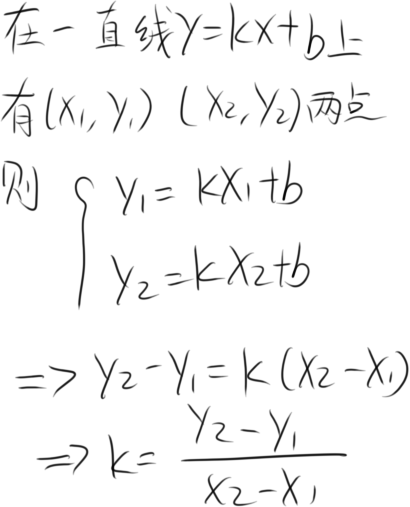 在一直线y=kx+b上
有(x₁,y₁) (x₂,y₂)两点
则 { y₁=kx₁+b
y₂=kx₂+b
=> y₂-y₁=k(x₂-x₁)
=> k= (y₂-y₁)/(x₂-x₁)